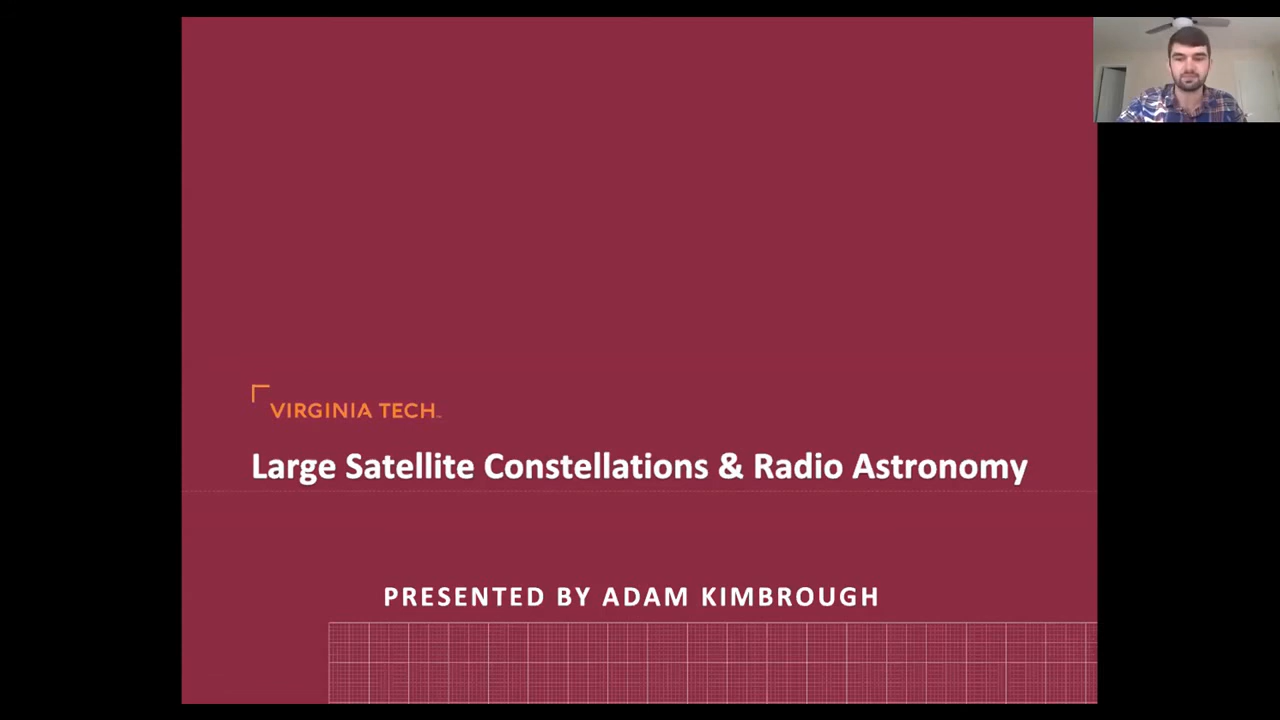 VIRGINIA TECH
Large Satellite Constellations & Radio Astronomy
PRESENTED BY ADAM KIMBROUGH